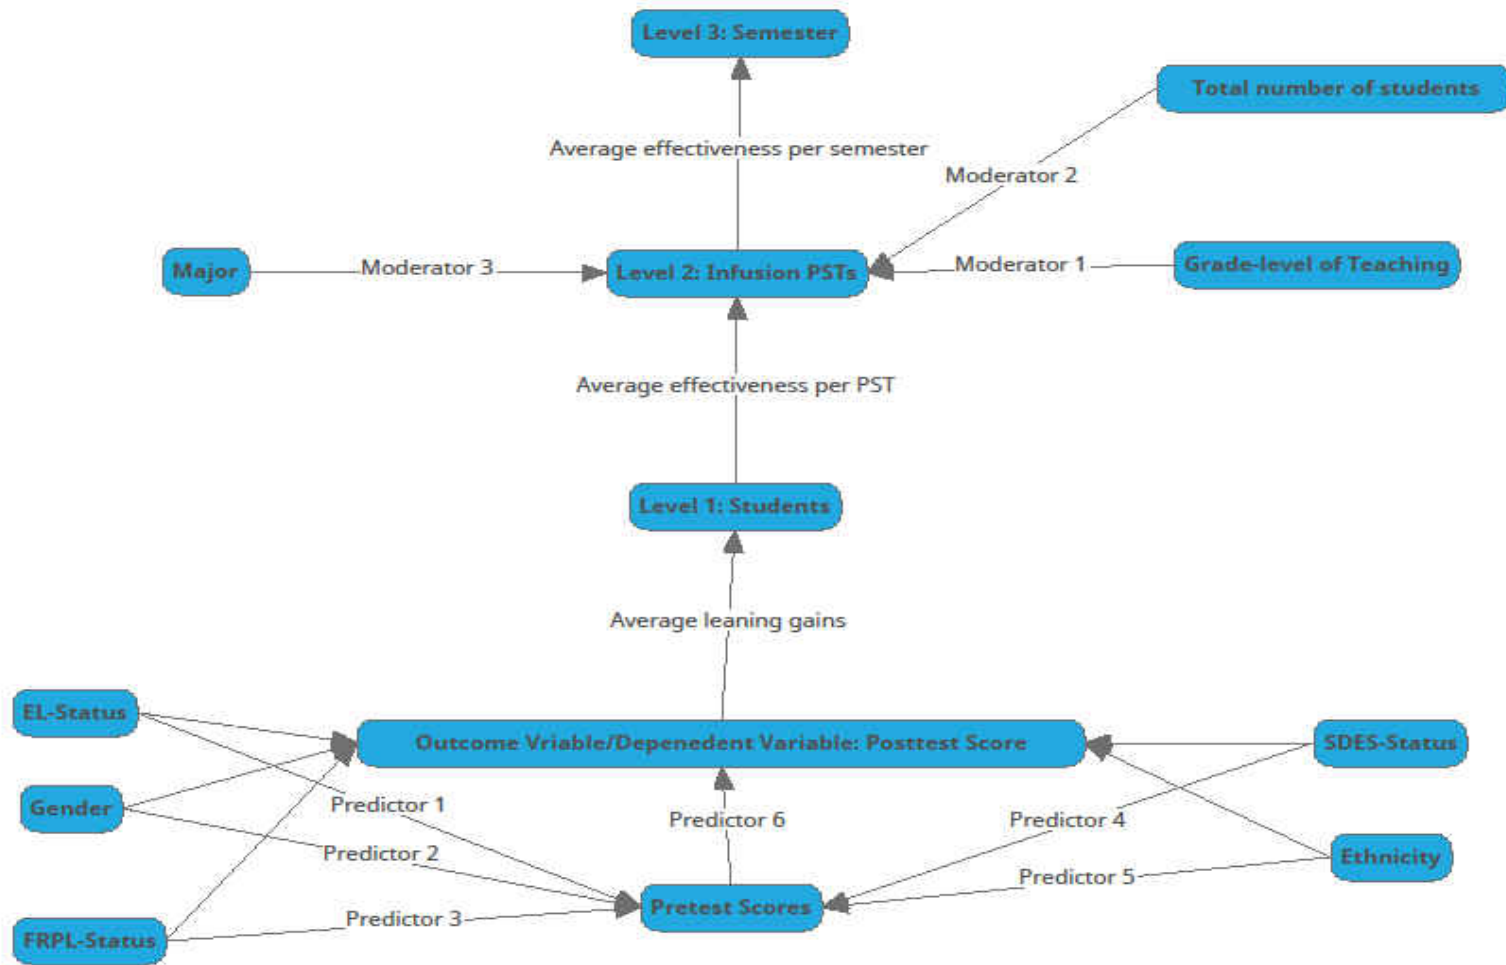 Level 3: Semester
Total number of students
Average effectiveness per semester
Moderator 2
Major
Moderator 3
Level 2: Infusion PSTs
Moderator 1
Grade-level of Teaching
Average effectiveness per PST
Level 1: Students
Average leaning gains
EL-Status
Outcome Vriable/Depenedent Variable: Posttest Score
SDES-Status
Gender
Predictor 1
Predictor 6
Predictor 4
Predictor 2
Ethnicity
Predictor 5
Pretest Scores
Predictor 3
FRPL-Status